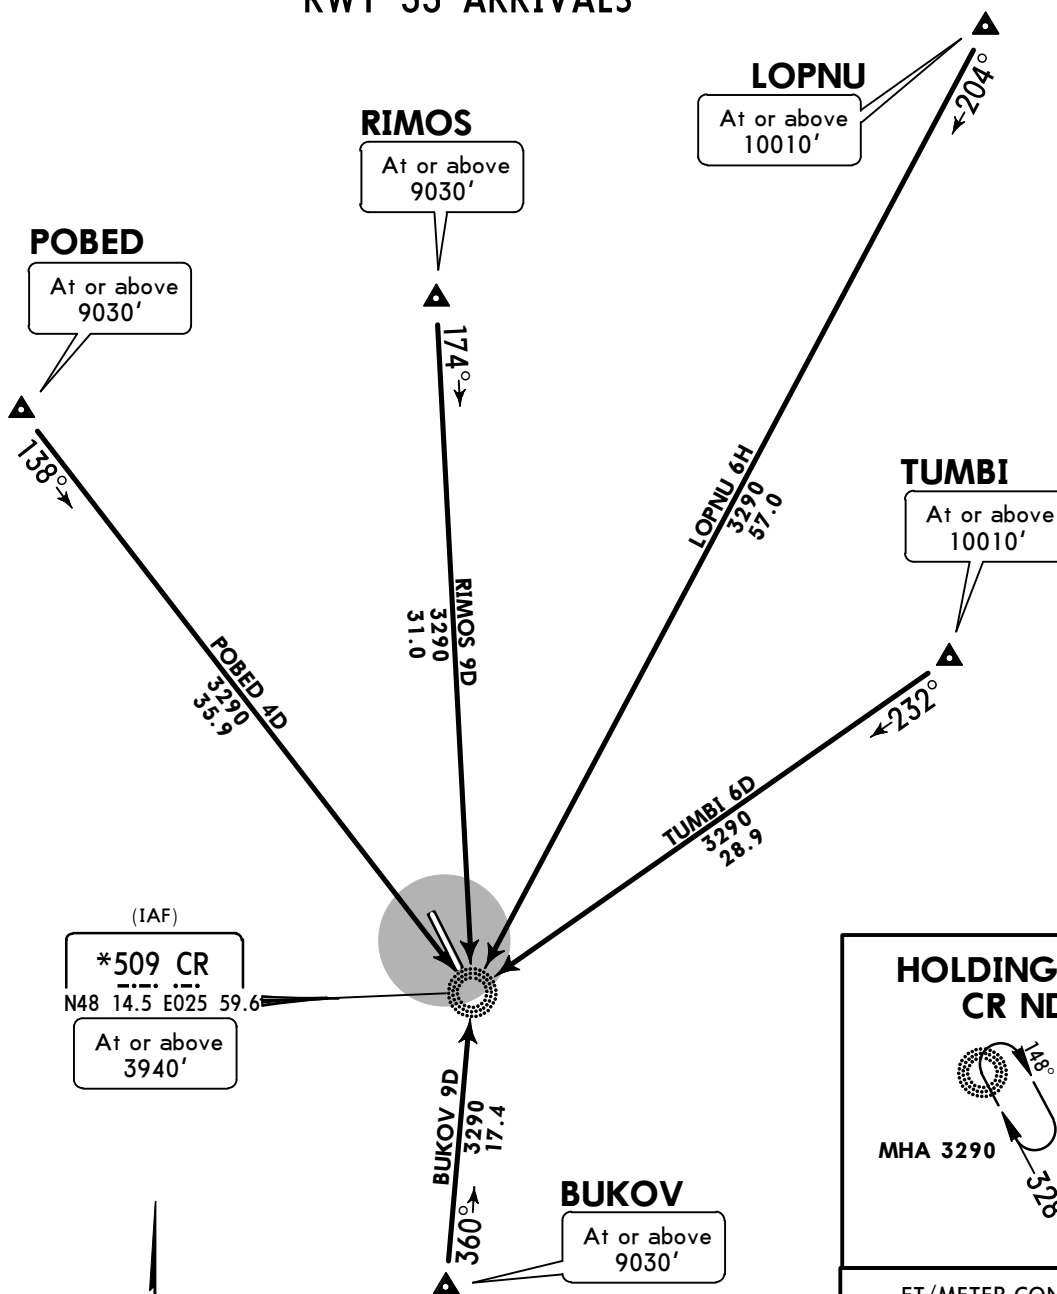 RWY 33 ARRIVALS
LOPNU
At or above
10010'
204°
RIMOS
At or above
9030'
174°
POBED
At or above
9030'
138°
TUMBI
At or above
10010'
232°
LOPNU 6H
3290
57.0
RIMOS 9D
3290
31.0
POBED 4D
3290
35.9
TUMBI 6D
3290
28.9
(IAF)
*509 CR
N48 14.5 E025 59.6
At or above
3940'
BUKOV 9D
3290
17.4
360°
BUKOV
At or above
9030'
HOLDING
CR
148°
MHA 3290
328